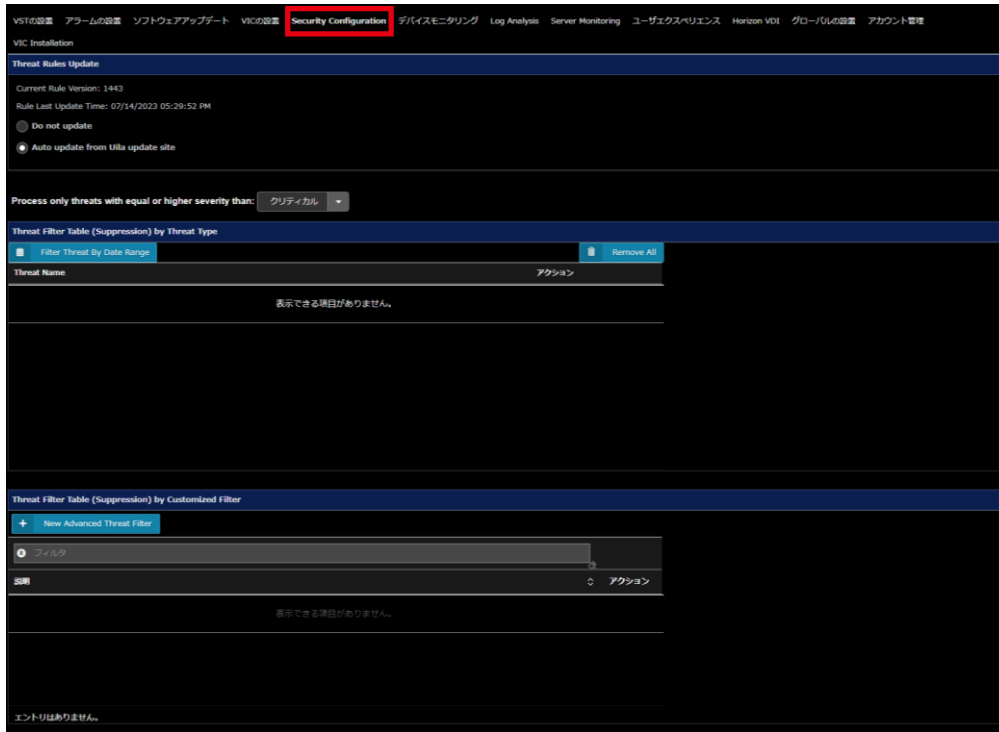 VSTの設置 アラームの設置 ソフトウェアアップデート VICの設置 Security Configuration デバイスモニタリング Log Analysis Server Monitoring ユーザエクスペリエンス Horizon VDI グローバルの設置 アカウント管理
VIC Installation
Threat Rules Update
Current Rule Version: 1443
Rule Last Update Time: 07/14/2023 05:29:52 PM
Do not update
Auto update from Uila update site
Process only threats with equal or higher severity than: クリティカル
Threat Filter Table (Suppression) by Threat Type
Filter Threat By Date Range Remove All
Threat Name アクション
表示できる項目がありません。
Threat Filter Table (Suppression) by Customized Filter
+ New Advanced Threat Filter
フィルタ
説明 アクション
表示できる項目がありません。
エントリはありません。